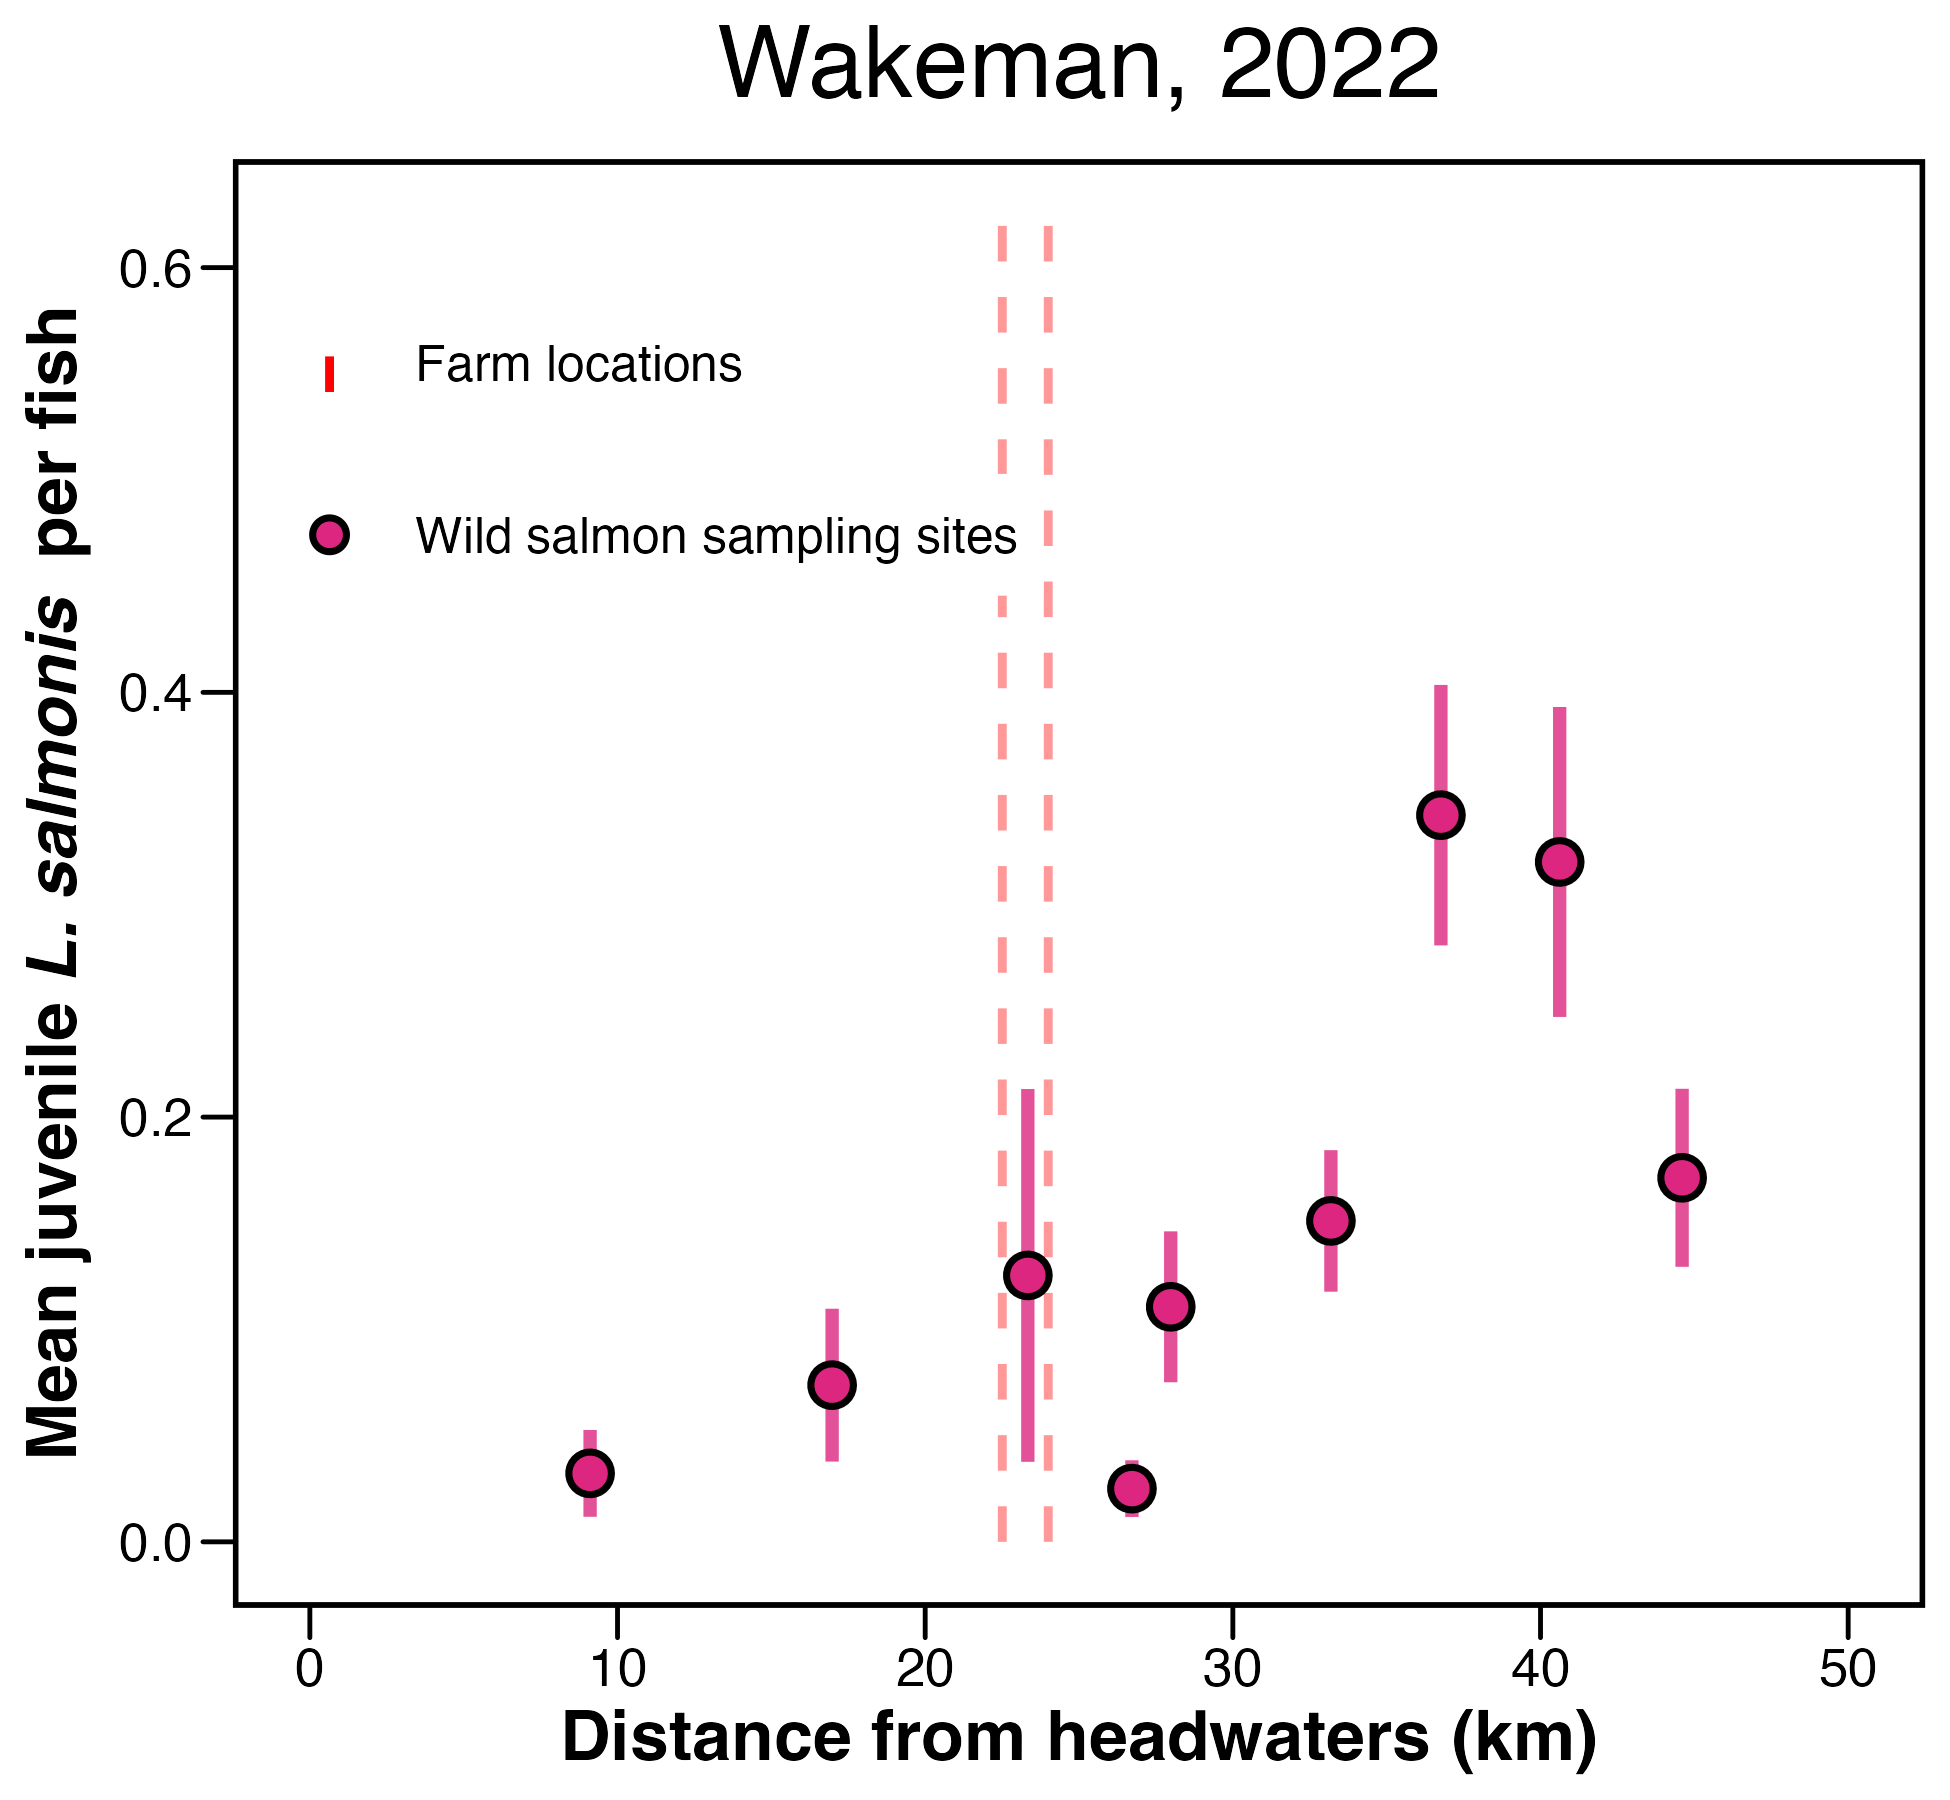 Wakeman, 2022
Mean juvenile L. salmonis per fish
0.6
0.4
0.2
0.0
Farm locations
Wild salmon sampling sites
0 10 20 30 40 50
Distance from headwaters (km)